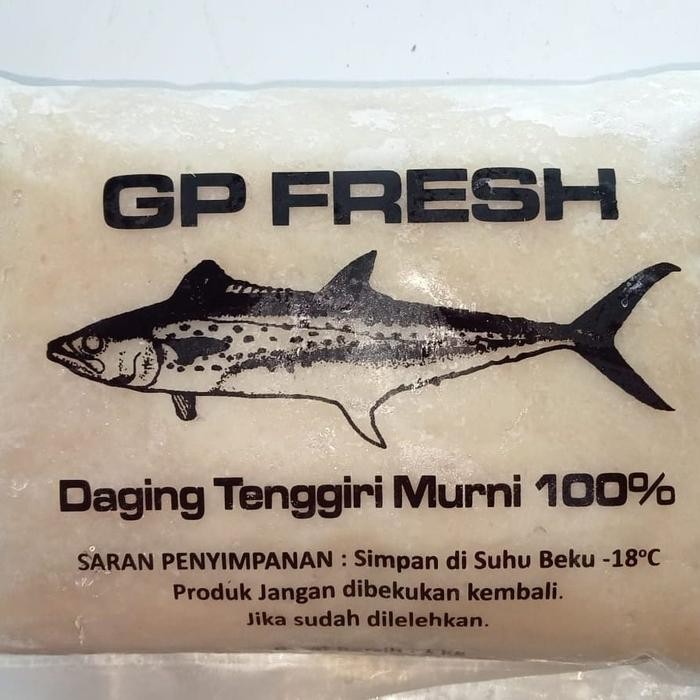 GP FRESH
Daging Tenggiri Murni 100%
SARAN PENYIMPANAN : Simpan di Suhu Beku -18°C
Produk Jangan dibekukan kembali.
Jika sudah dilelehkan.